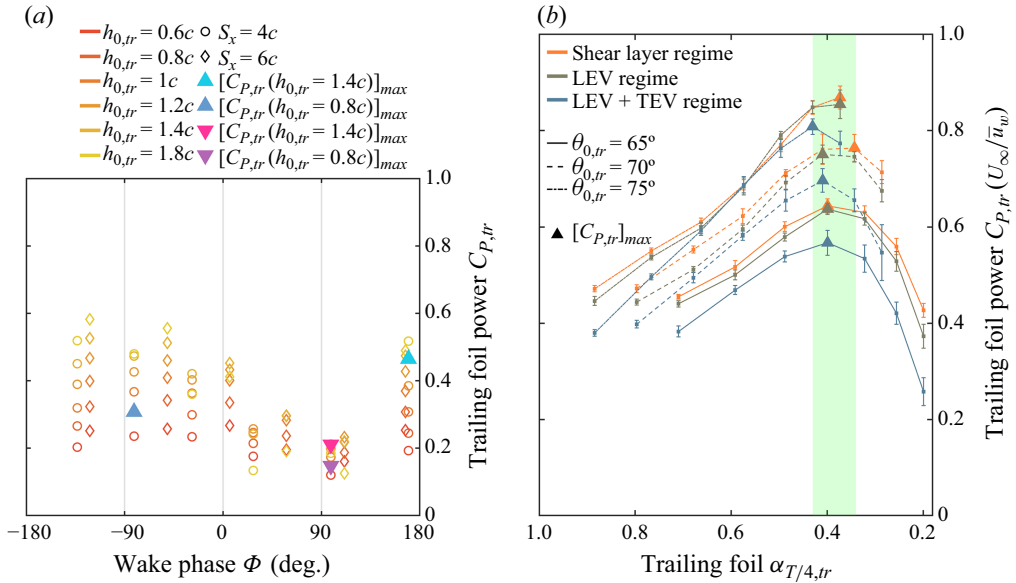 (a)
h0,tr = 0.6c
Sx = 4c
h0,tr = 0.8c
Sx = 6c
h0,tr = 1c
[CP,tr (h0,tr = 1.4c)]max
h0,tr = 1.2c
[CP,tr (h0,tr = 0.8c)]max
h0,tr = 1.4c
[CP,tr (h0,tr = 1.4c)]max
h0,tr = 1.8c
[CP,tr (h0,tr = 0.8c)]max
1.0
0.8
0.6
0.4
0.2
0
Trailing foil power CP,tr
−180
−90
0
90
180
Wake phase Φ (deg.)
(b)
Shear layer regime
LEV regime
LEV + TEV regime
θ0,tr = 65º
θ0,tr = 70º
θ0,tr = 75º
[CP,tr]max
1.0
0.8
0.6
0.4
0.2
0
Trailing foil power CP,tr (U∞/u̅w)
1.0
0.8
0.6
0.4
0.2
Trailing foil αT/4,tr